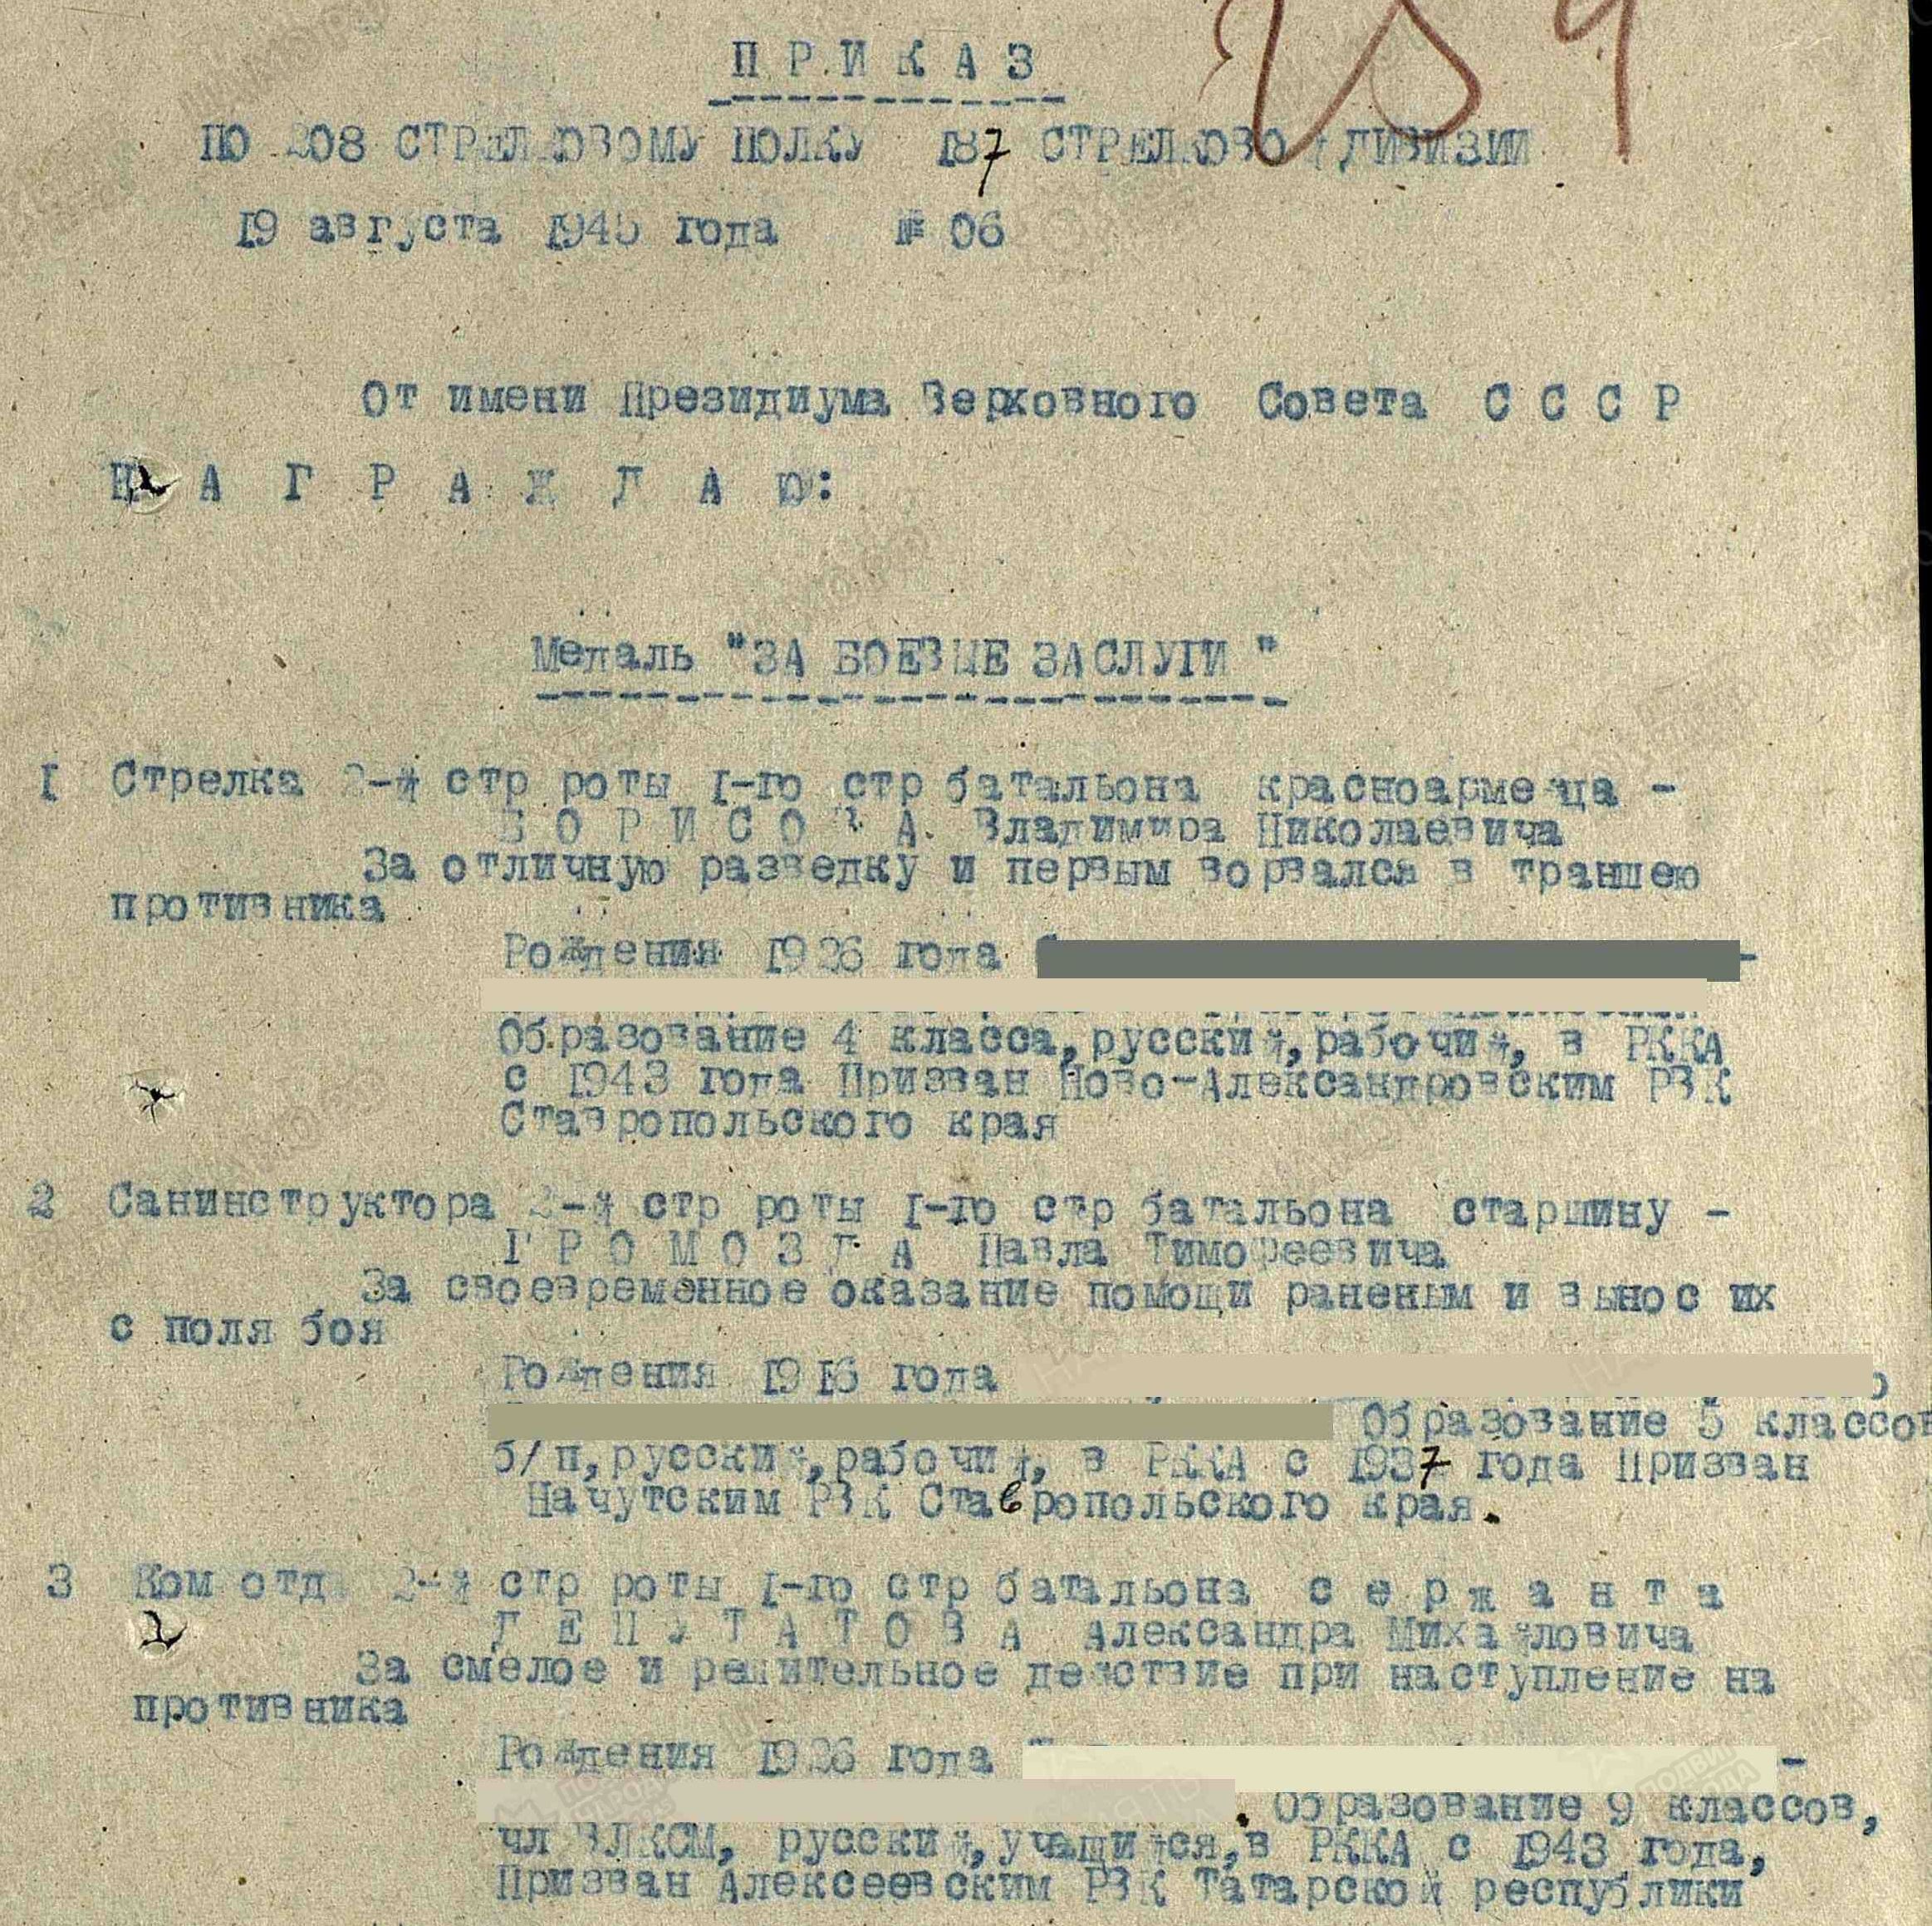 259
П Р И К А З
ПО 208 СТРЕЛКОВОМУ ПОЛКУ 187 СТРЕЛКОВОЙ ДИВИЗИИ
19 августа 1945 года № 06
От имени Президиума Верховного Совета С С С Р
Н А Г Р А Ж Д А Ю:
Медаль "ЗА БОЕВЫЕ ЗАСЛУГИ"
1 Стрелка 2-й стр роты 1-го стр батальона красноармейца -
Б О Р И С О В А Владимира Николаевича
За отличную разведку и первым ворвался в траншею
противника
Рождения 1926 года
Образование 4 класса, русский, рабочий, в РККА
с 1943 года Призван Ново-Александровским РВК
Ставропольского края
2 Санинструктора 2-й стр роты 1-го стр батальона старшину -
Г Р О М О З Д А Павла Тимофеевича
За своевременное оказание помощи раненым и вынос их
с поля боя
Рождения 1916 года
Образование 5 классов
б/п, русский, рабочий, в РККА с 1937 года Призван
Начутским РВК Ставропольского края.
3 Ком отд 2-й стр роты 1-го стр батальона с е р ж а н т а
Д Е П У Т А Т О В А Александра Михайловича
За смелое и решительное действие при наступление на
противника
Рождения 1926 года
Образование 9 классов,
чл ВЛКСМ, русский, учащийся, в РККА с 1943 года,
Призван Алексеевским РВК Татарской республики